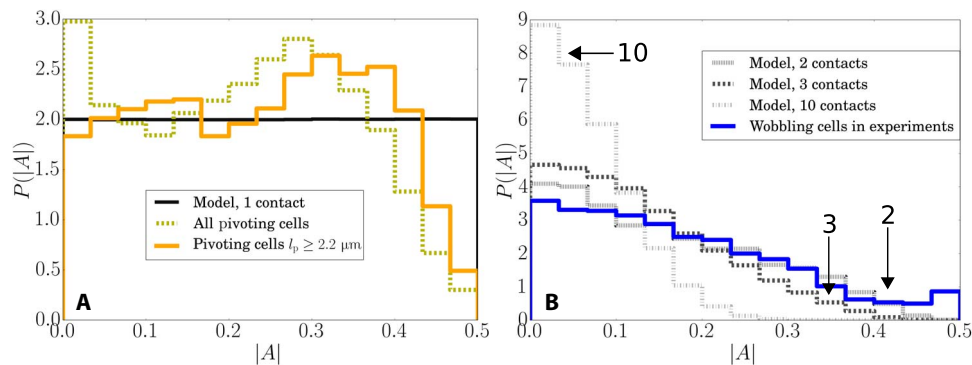 3.0
2.5
2.0
1.5
1.0
0.5
0.0
P(|A|)
Model, 1 contact
All pivoting cells
Pivoting cells lp ≥ 2.2 μm
A
0.0 0.1 0.2 0.3 0.4 0.5
|A|
9
8
7
6
5
4
3
2
1
0
P(|A|)
10
Model, 2 contacts
Model, 3 contacts
Model, 10 contacts
Wobbling cells in experiments
3
2
B
0.0 0.1 0.2 0.3 0.4 0.5
|A|